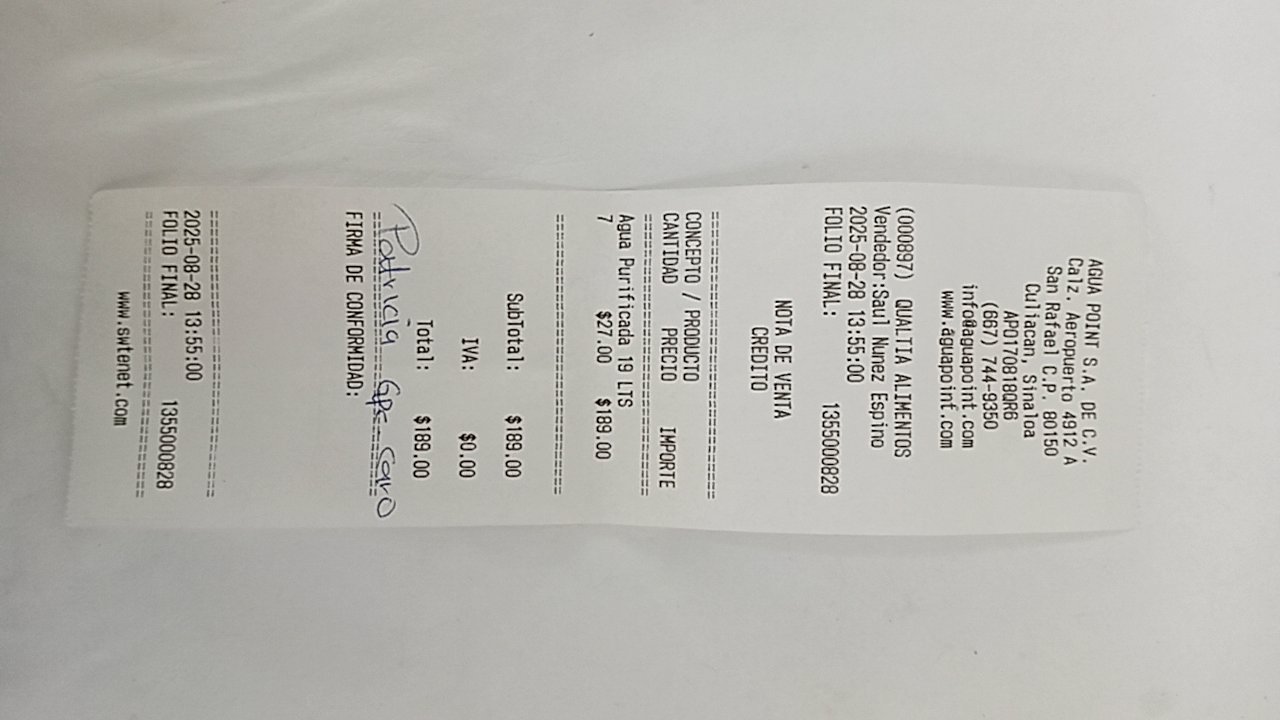 AGUA POINT S.A. DE C.V.
Calz. Aeropuerto 4912 A
San Rafael C.P. 80150
Culiacan, Sinaloa
APO170818QR6
(667) 744-9350
info@aguapoint.com
www.aguapoint.com
(000897) QUALTIA ALIMENTOS
Vendedor:Saul Nunez Espino
2025-08-28 13:55:00
FOLIO FINAL: 1355000828
NOTA DE VENTA
CREDITO
CONCEPTO / PRODUCTO
CANTIDAD PRECIO IMPORTE
Agua Purificada 19 LTS
7 $27.00 $189.00
SubTotal: $189.00
IVA: $0.00
Total: $189.00
Patricia Gpe Caro
FIRMA DE CONFORMIDAD:
2025-08-28 13:55:00
FOLIO FINAL: 1355000828
www.swtenet.com